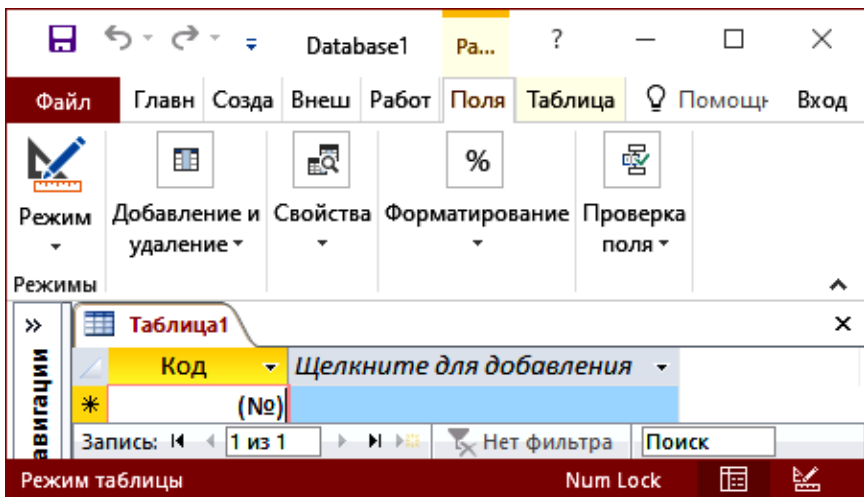 Database1 Ра... ?
Файл Главн Созда Внеш Работ Поля Таблица Помощн Вход
%
Режим Добавление и Свойства Форматирование Проверка
удаление поля
Режимы
» Таблица1
Код Щелкните для добавления
(№)
авигации
Запись: 1 из 1 Нет фильтра Поиск
Режим таблицы Num Lock